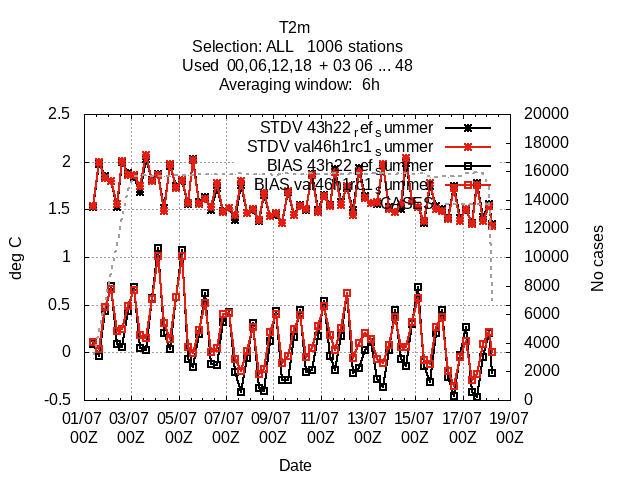 T2m
Selection: ALL 1006 stations
Used 00,06,12,18 + 03 06 ... 48
Averaging window: 6h
2.5
2
1.5
1
0.5
0
-0.5
deg C
20000
18000
16000
14000
12000
10000
8000
6000
4000
2000
0
No cases
STDV 43h22refsummer
STDV val46h1rc1summer
BIAS 43h22refsummer
BIAS val46h1rc1summer
CASES
01/07 03/07 05/07 07/07 09/07 11/07 13/07 15/07 17/07 19/07
00Z 00Z 00Z 00Z 00Z 00Z 00Z 00Z 00Z 00Z
Date